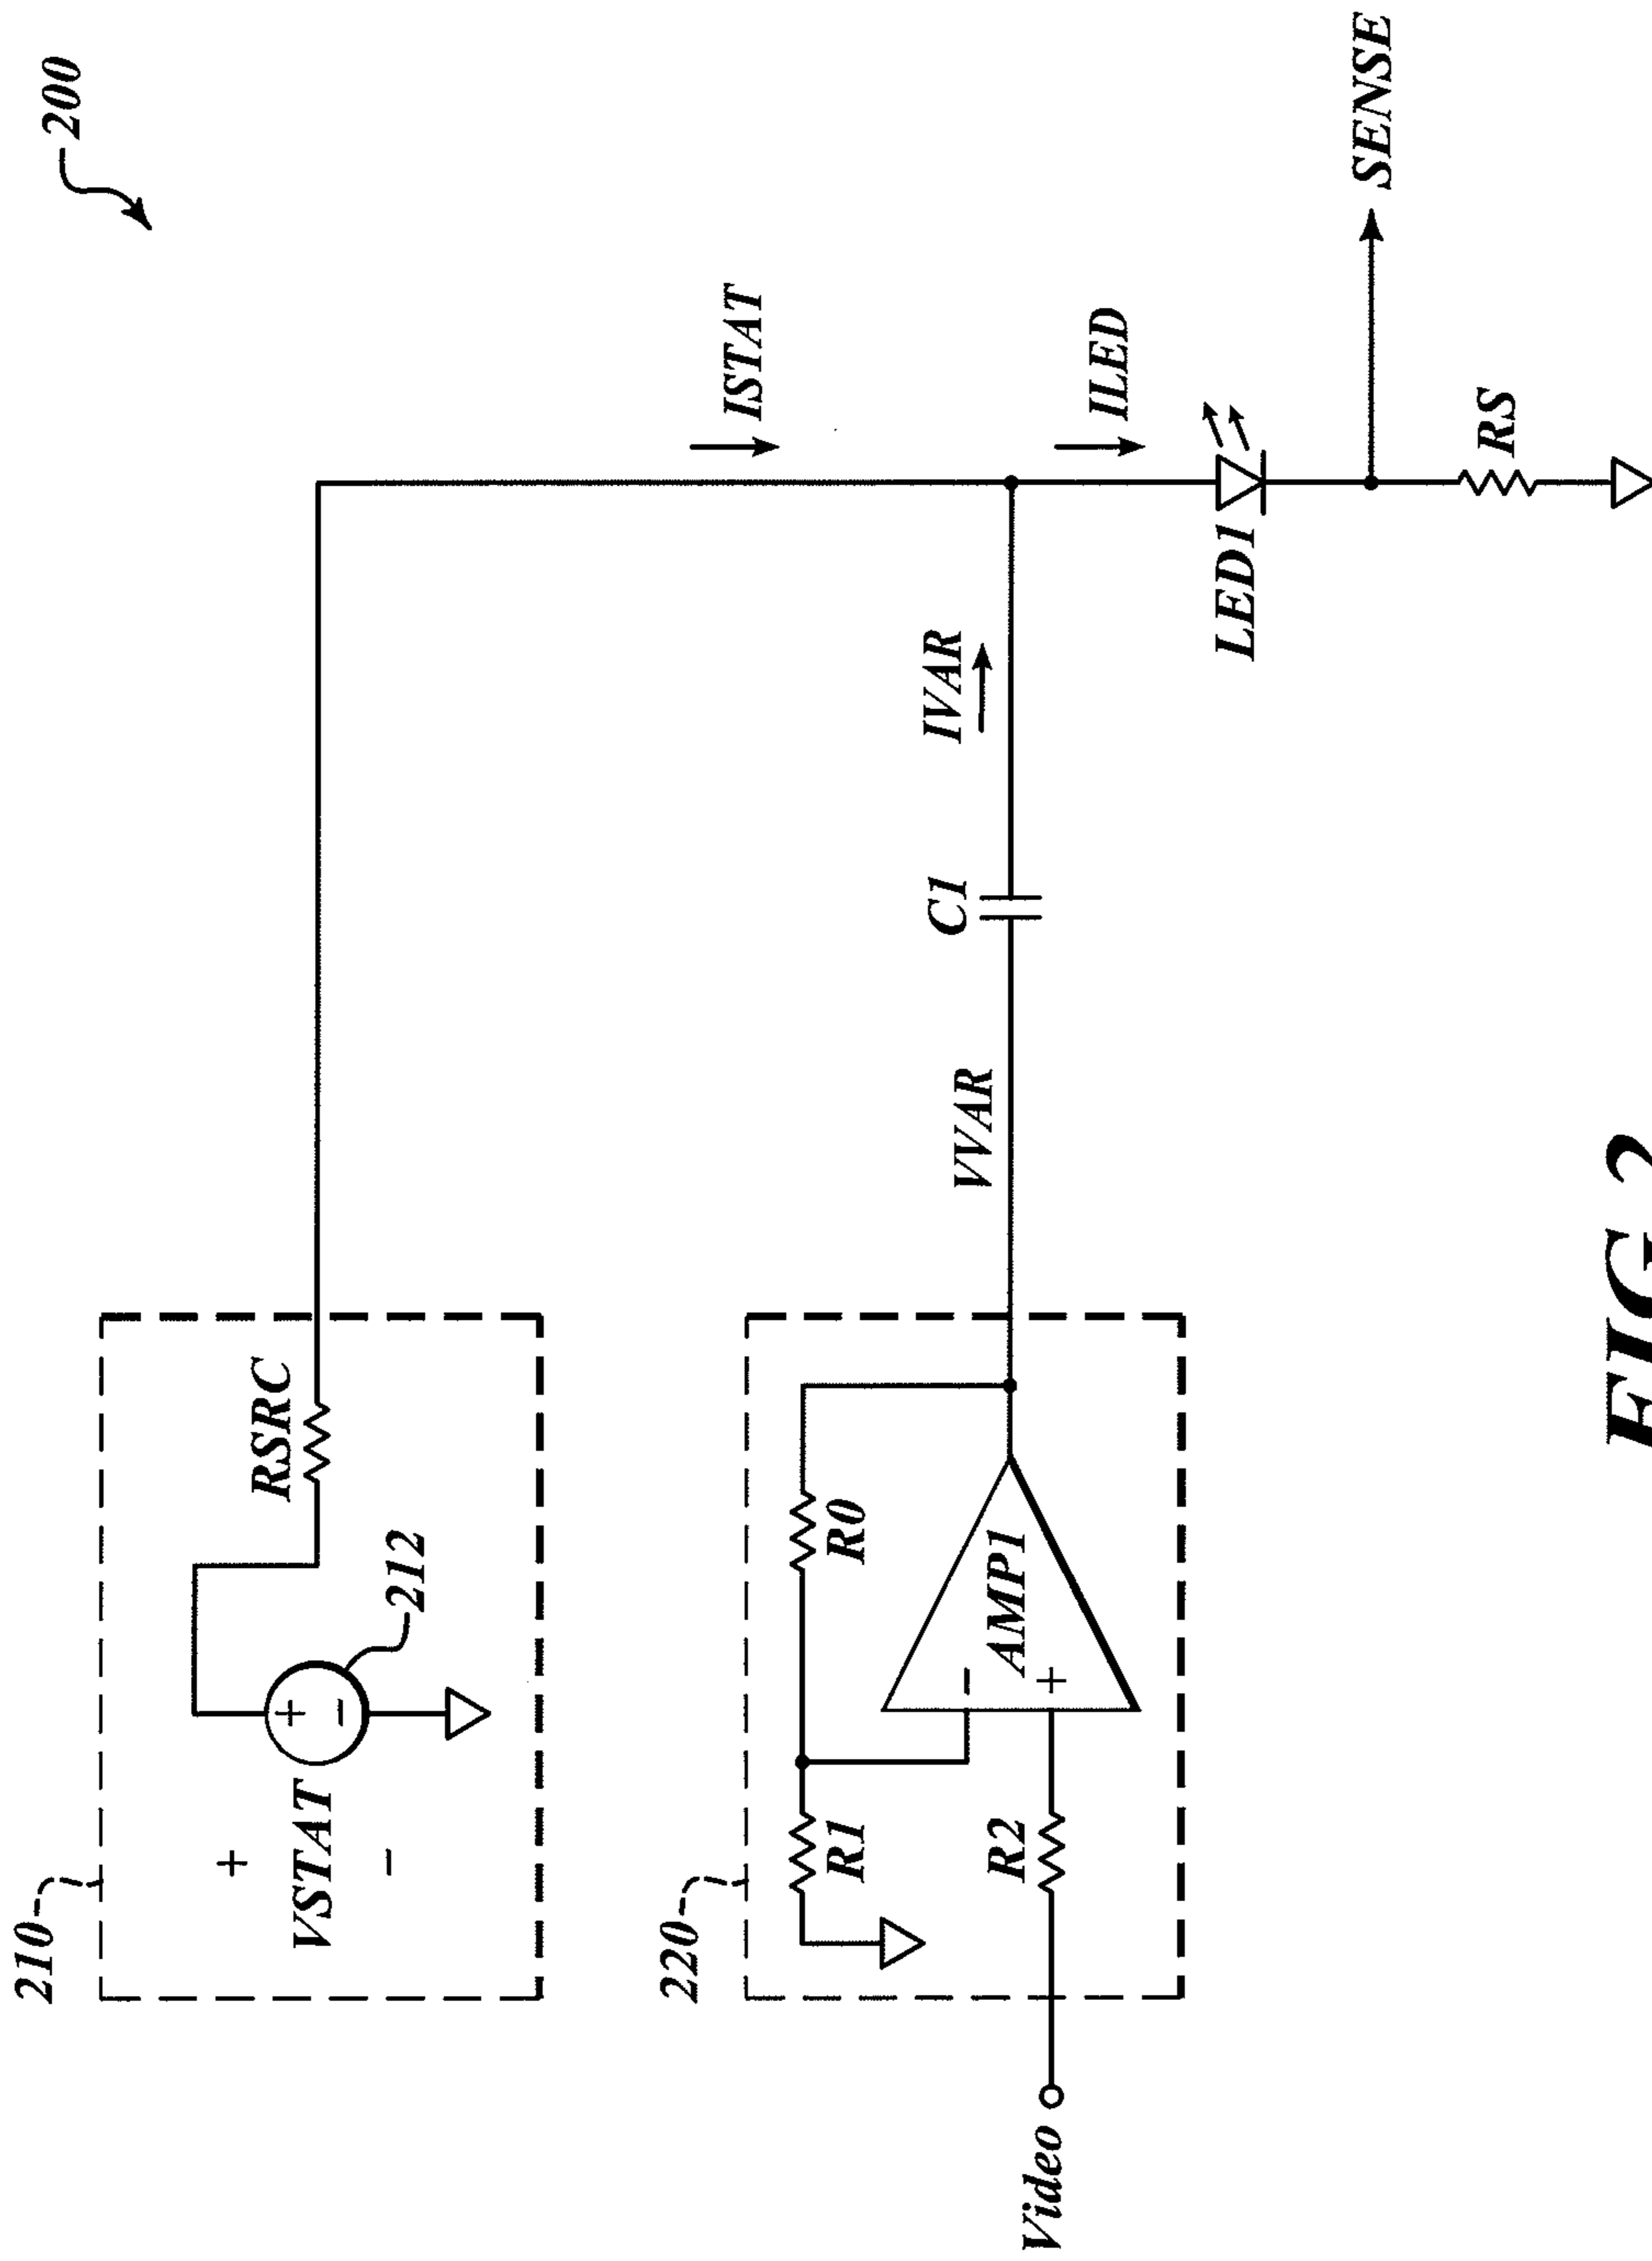 200
210
+
VSTAT
-
+
-
212
RSRC
ISTAT
220
R1
R0
R2
-
+
AMP1
Video
VVAR
C1
IVAR
ILED
LED1
SENSE
RS
FIG 2